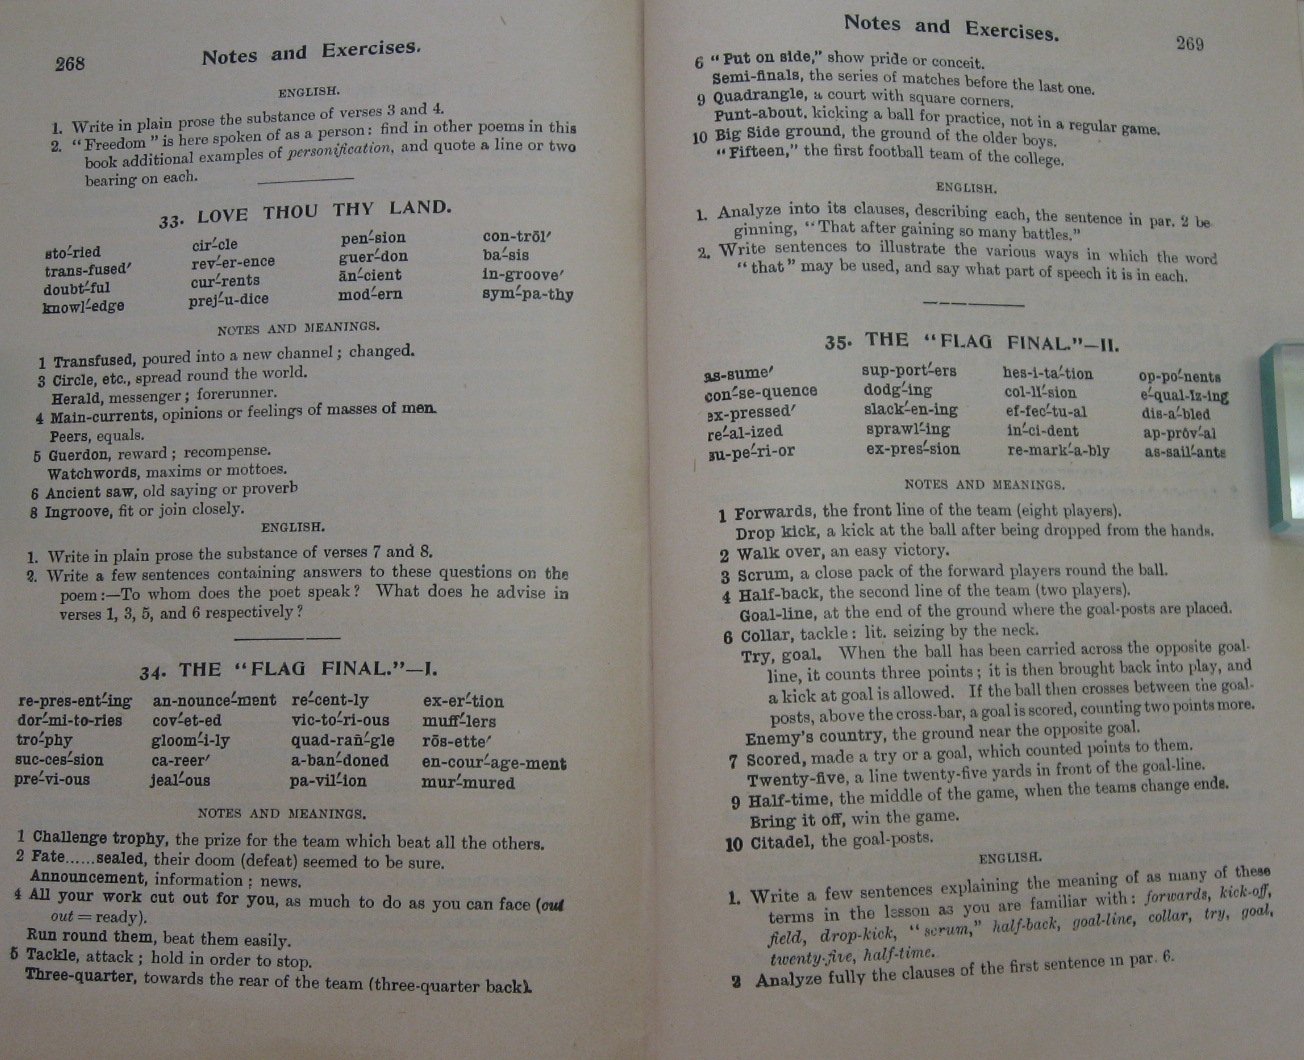 268
Notes and Exercises.
ENGLISH.
1. Write in plain prose the substance of verses 3 and 4.
2. "Freedom" is here spoken of as a person: find in other poems in this
book additional examples of personification, and quote a line or two
bearing on each.
33. LOVE THOU THY LAND.
sto´-ried cir´-cle pen´-sion con-trōl´
trans-fused´ rev´-er-ence guer´-don ba´-sis
doubt´-ful cur´-rents ān´-cient in-groove´
knowl´-edge prej´-u-dice mod´-ern sym´-pa-thy
NOTES AND MEANINGS.
1 Transfused, poured into a new channel; changed.
3 Circle, etc., spread round the world.
Herald, messenger; forerunner.
4 Main-currents, opinions or feelings of masses of men.
Peers, equals.
5 Guerdon, reward; recompense.
Watchwords, maxims or mottoes.
6 Ancient saw, old saying or proverb
8 Ingroove, fit or join closely.
ENGLISH.
1. Write in plain prose the substance of verses 7 and 8.
2. Write a few sentences containing answers to these questions on the
poem:—To whom does the poet speak? What does he advise in
verses 1, 3, 5, and 6 respectively?
34. THE "FLAG FINAL."—I.
re-pres-ent´-ing an-nounce´-ment re´-cent-ly ex-er´-tion
dor´-mi-to-ries cov´-et-ed vic-to´-ri-ous muff´-lers
tro´-phy gloom´-i-ly quad-rañ´-gle rōs-ette´
suc-ces´-sion ca-reer´ a-ban´-doned en-cour´-age-ment
pre´-vi-ous jeal´-ous pa-vil´-ion mur´-mured
NOTES AND MEANINGS.
1 Challenge trophy, the prize for the team which beat all the others.
2 Fate......sealed, their doom (defeat) seemed to be sure.
Announcement, information; news.
4 All your work cut out for you, as much to do as you can face (cut
out = ready).
Run round them, beat them easily.
5 Tackle, attack; hold in order to stop.
Three-quarter, towards the rear of the team (three-quarter back).
Notes and Exercises.
269
6 "Put on side," show pride or conceit.
Semi-finals, the series of matches before the last one.
9 Quadrangle, a court with square corners.
Punt-about, kicking a ball for practice, not in a regular game.
10 Big Side ground, the ground of the older boys.
"Fifteen," the first football team of the college.
ENGLISH.
1. Analyze into its clauses, describing each, the sentence in par. 2 be-
ginning, "That after gaining so many battles."
2. Write sentences to illustrate the various ways in which the word
"that" may be used, and say what part of speech it is in each.
35. THE "FLAG FINAL."—II.
as-sume´ sup-port´-ers hes-i-ta´-tion op-po´-nents
con´-se-quence dodg´-ing col-li´-sion e´-qual-īz-ing
ex-pressed´ slack´-en-ing ef-fec´-tu-al dis-a´-bled
re´-al-ized sprawl´-ing in´-ci-dent ap-prôv´-al
su-pe´-ri-or ex-pres´-sion re-mark´-a-bly as-sail´-ants
NOTES AND MEANINGS.
1 Forwards, the front line of the team (eight players).
Drop kick, a kick at the ball after being dropped from the hands.
2 Walk over, an easy victory.
3 Scrum, a close pack of the forward players round the ball.
4 Half-back, the second line of the team (two players).
Goal-line, at the end of the ground where the goal-posts are placed.
6 Collar, tackle: lit. seizing by the neck.
Try, goal. When the ball has been carried across the opposite goal-
line, it counts three points; it is then brought back into play, and
a kick at goal is allowed. If the ball then crosses between the goal-
posts, above the cross-bar, a goal is scored, counting two points more.
Enemy's country, the ground near the opposite goal.
7 Scored, made a try or a goal, which counted points to them.
Twenty-five, a line twenty-five yards in front of the goal-line.
9 Half-time, the middle of the game, when the teams change ends.
Bring it off, win the game.
10 Citadel, the goal-posts.
ENGLISH.
1. Write a few sentences explaining the meaning of as many of these
terms in the lesson as you are familiar with: forwards, kick-off,
field, drop-kick, "scrum," half-back, goal-line, collar, try, goal,
twenty-five, half-time.
2 Analyze fully the clauses of the first sentence in par. 6.